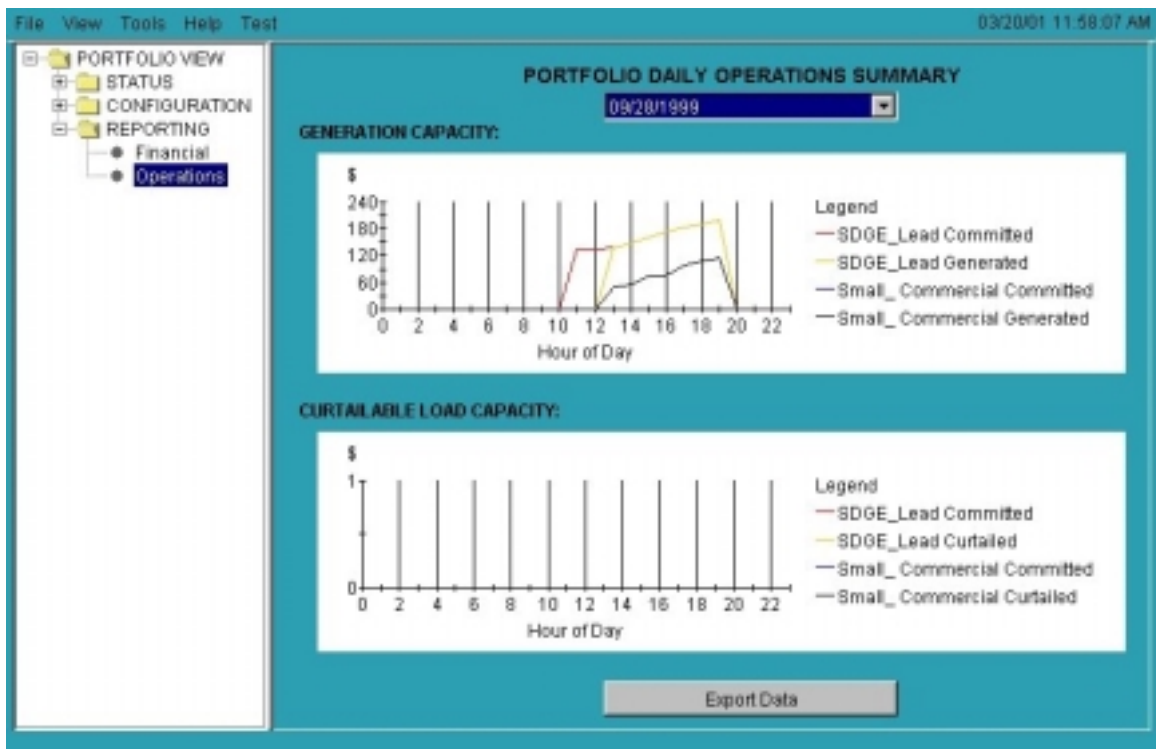 File View Tools Help Test
03/20/01 11:58:07 AM
PORTFOLIO VIEW
STATUS
CONFIGURATION
REPORTING
Financial
Operations
PORTFOLIO DAILY OPERATIONS SUMMARY
09/28/1999
GENERATION CAPACITY:
$
240
180
120
60
0
0 2 4 6 8 10 12 14 16 18 20 22
Hour of Day
Legend
SDGE_Lead Committed
SDGE_Lead Generated
Small_ Commercial Committed
Small_ Commercial Generated
CURTAILABLE LOAD CAPACITY:
$
1
0
0 2 4 6 8 10 12 14 16 18 20 22
Hour of Day
Legend
SDGE_Lead Committed
SDGE_Lead Curtailed
Small_ Commercial Committed
Small_ Commercial Curtailed
Export Data